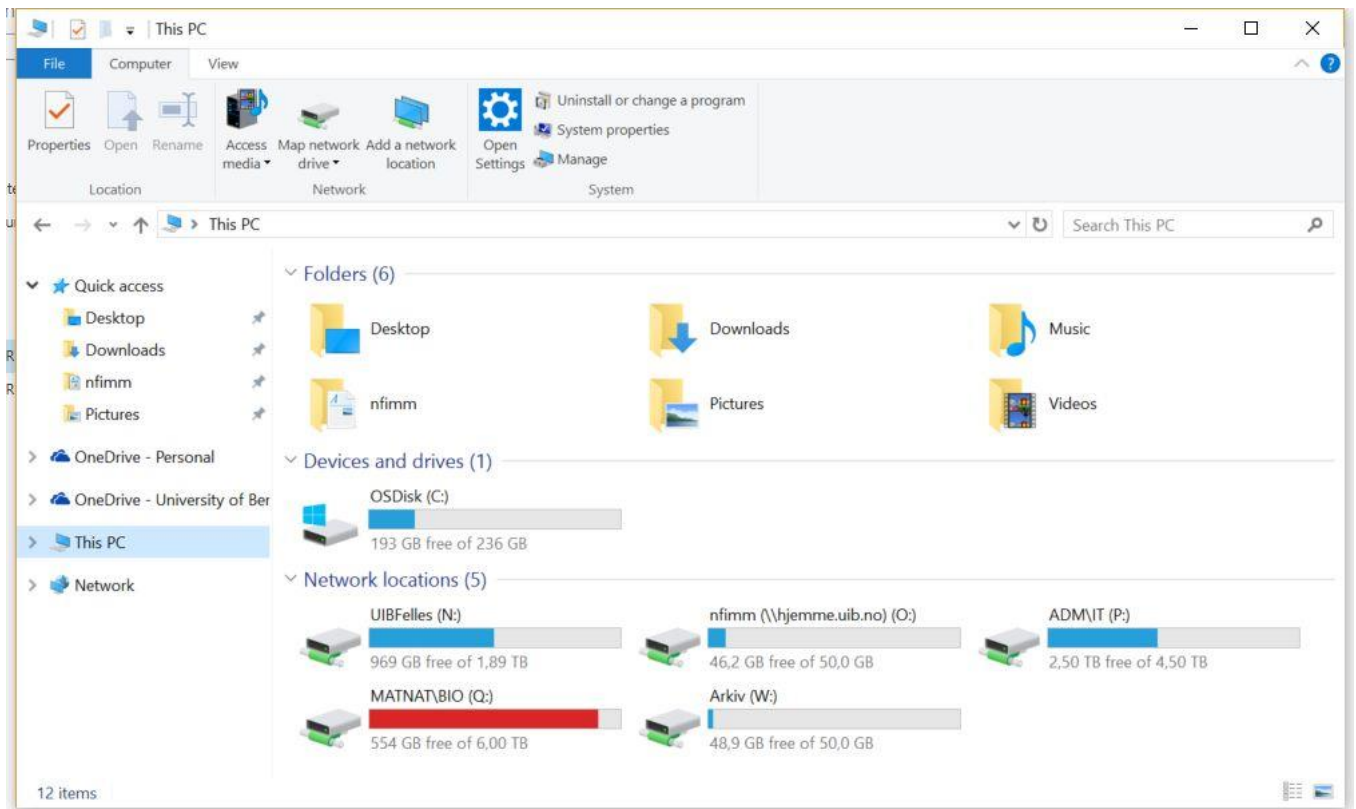 This PC
File Computer View
Properties Open Rename Access media Map network drive Add a network location Open Settings Uninstall or change a program
System properties
Manage
Location Network System
This PC Search This PC
Quick access
Desktop
Downloads
nfimm
Pictures
OneDrive - Personal
OneDrive - University of Ber
This PC
Network
Folders (6)
Desktop Downloads Music
nfimm Pictures Videos
Devices and drives (1)
OSDisk (C:)
193 GB free of 236 GB
Network locations (5)
UIBFelles (N:) nfimm (\\hjemme.uib.no) (O:) ADM\IT (P:)
969 GB free of 1,89 TB 46,2 GB free of 50,0 GB 2,50 TB free of 4,50 TB
MATNAT\BIO (Q:) Arkiv (W:)
554 GB free of 6,00 TB 48,9 GB free of 50,0 GB
12 items